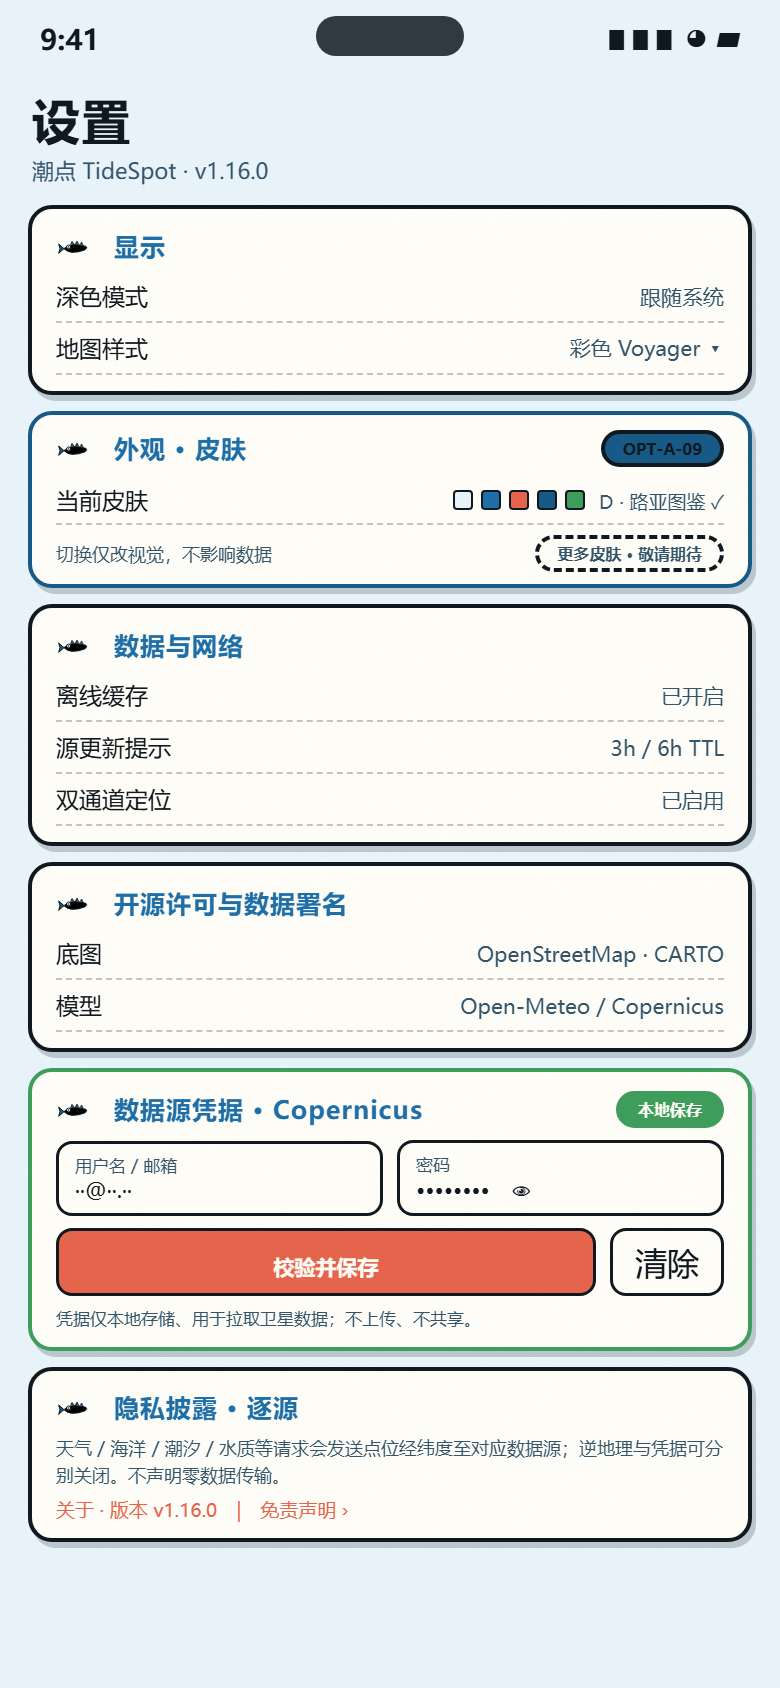 9:41
设置
潮点 TideSpot · v1.16.0
显示
深色模式 跟随系统
地图样式 彩色 Voyager ▾
外观 • 皮肤 OPT-A-09
当前皮肤 D · 路亚图鉴 ✓
切换仅改视觉，不影响数据 更多皮肤 • 敬请期待
数据与网络
离线缓存 已开启
源更新提示 3h / 6h TTL
双通道定位 已启用
开源许可与数据署名
底图 OpenStreetMap · CARTO
模型 Open-Meteo / Copernicus
数据源凭据 • Copernicus 本地保存
用户名 / 邮箱 密码
··@··.·· ••••••••
校验并保存 清除
凭据仅本地存储、用于拉取卫星数据；不上传、不共享。
隐私披露 • 逐源
天气 / 海洋 / 潮汐 / 水质等请求会发送点位经纬度至对应数据源；逆地理与凭据可分
别关闭。不声明零数据传输。
关于 · 版本 v1.16.0 | 免责声明 ›